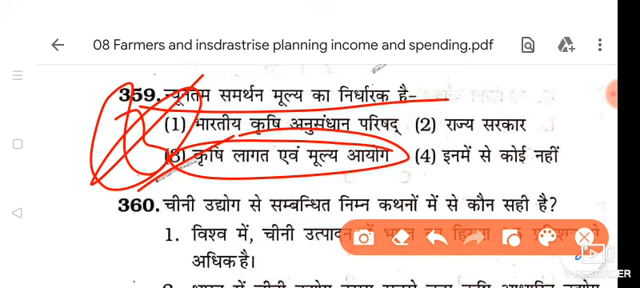 08 Farmers and insdrastrise planning income and spending.pdf
359. न्यूनतम समर्थन मूल्य का निर्धारक है-
(1) भारतीय कृषि अनुसंधान परिषद् (2) राज्य सरकार
(3) कृषि लागत एवं मूल्य आयोग (4) इनमें से कोई नहीं
360. चीनी उद्योग से सम्बन्धित निम्न कथनों में से कौन सही है?
1. विश्व में, चीनी उत्पादन में भारत का हिस्सा
अधिक है।
RECORDER